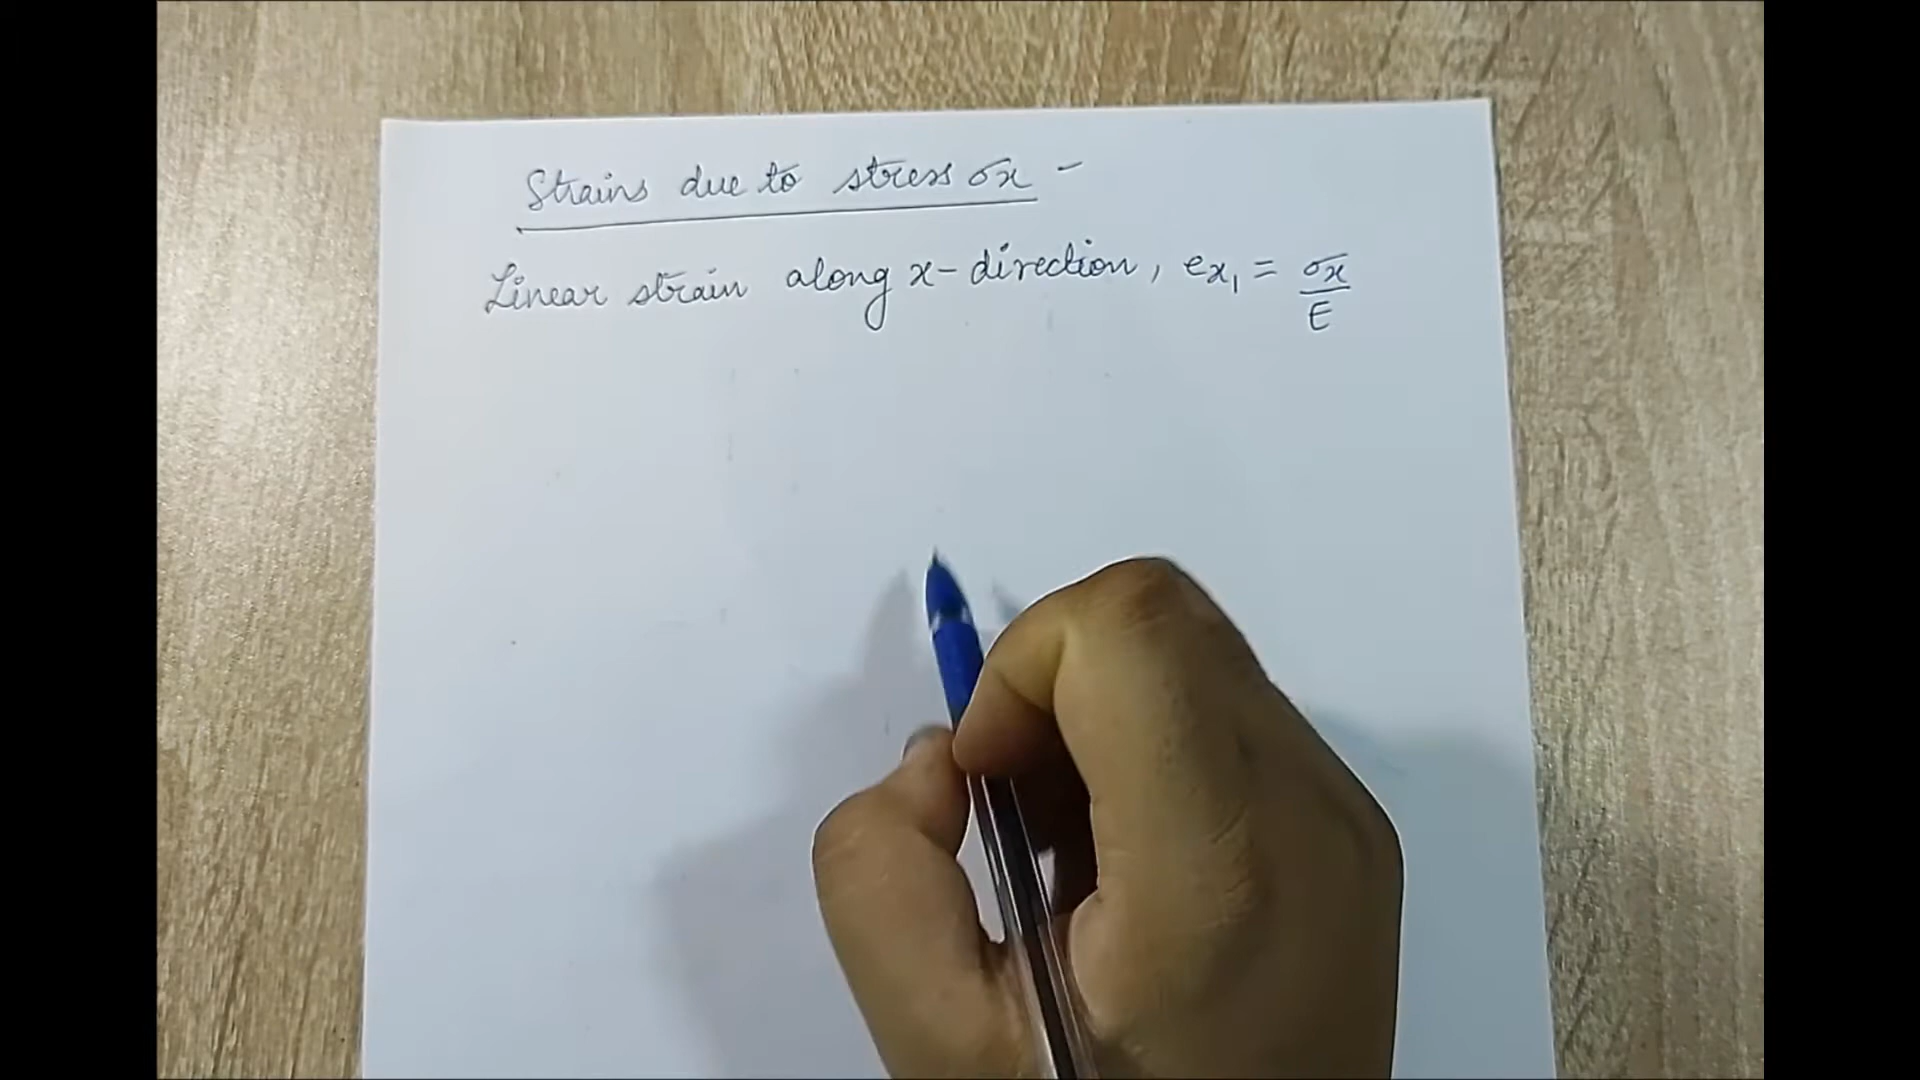 Strains due to stress σx -
Linear strain along x-direction, ex₁ = σx/E